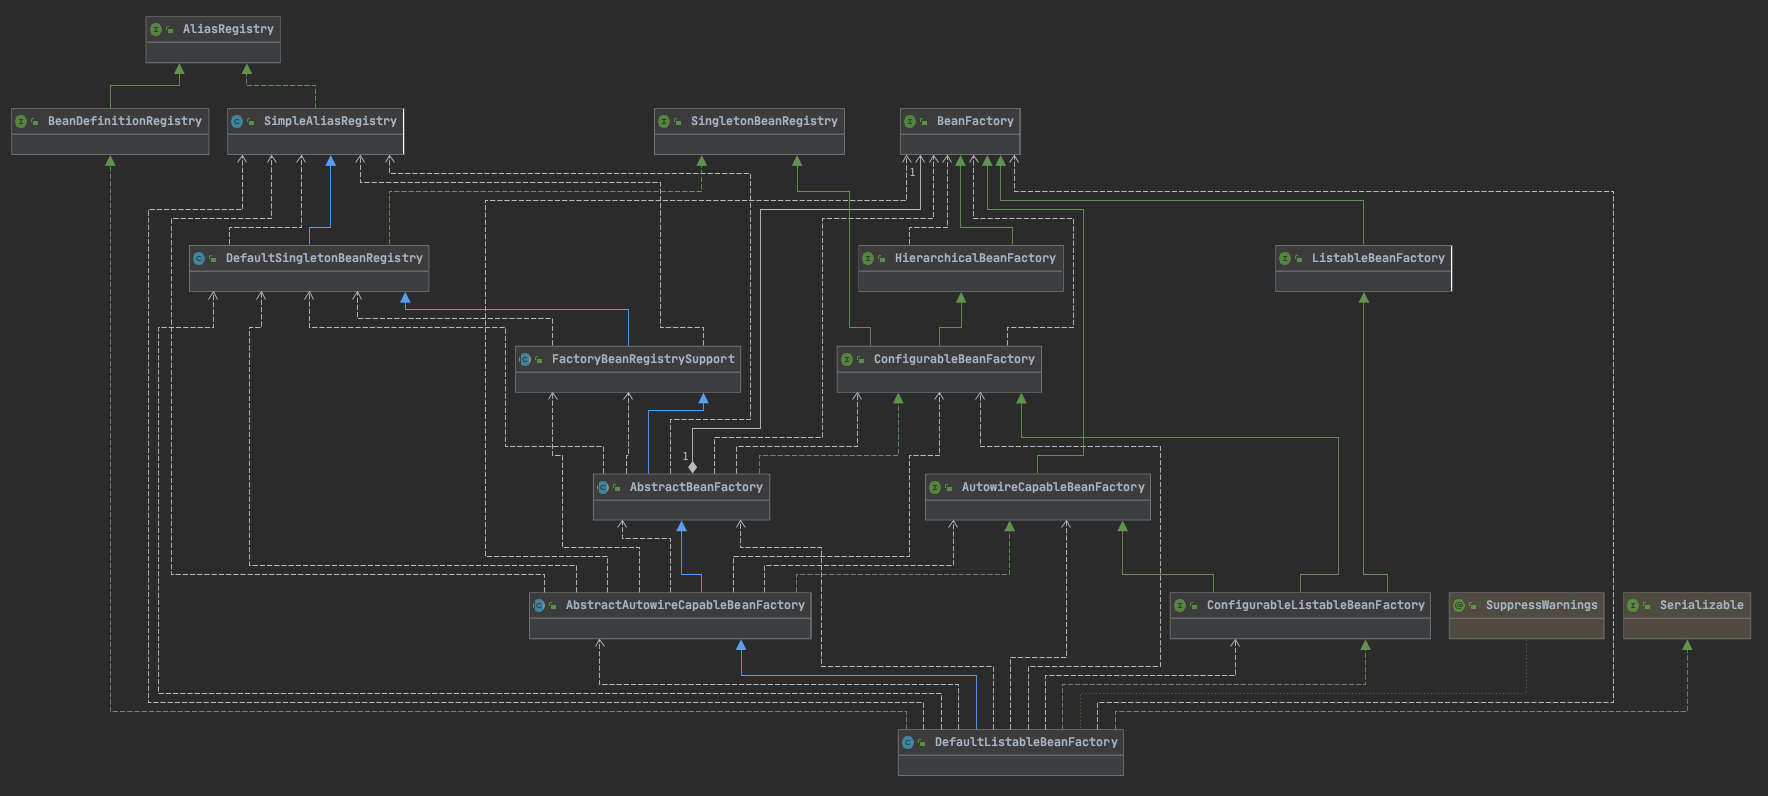 AliasRegistry
BeanDefinitionRegistry
SimpleAliasRegistry
SingletonBeanRegistry
BeanFactory
1
DefaultSingletonBeanRegistry
HierarchicalBeanFactory
ListableBeanFactory
FactoryBeanRegistrySupport
ConfigurableBeanFactory
1
AbstractBeanFactory
AutowireCapableBeanFactory
AbstractAutowireCapableBeanFactory
ConfigurableListableBeanFactory
SuppressWarnings
Serializable
DefaultListableBeanFactory